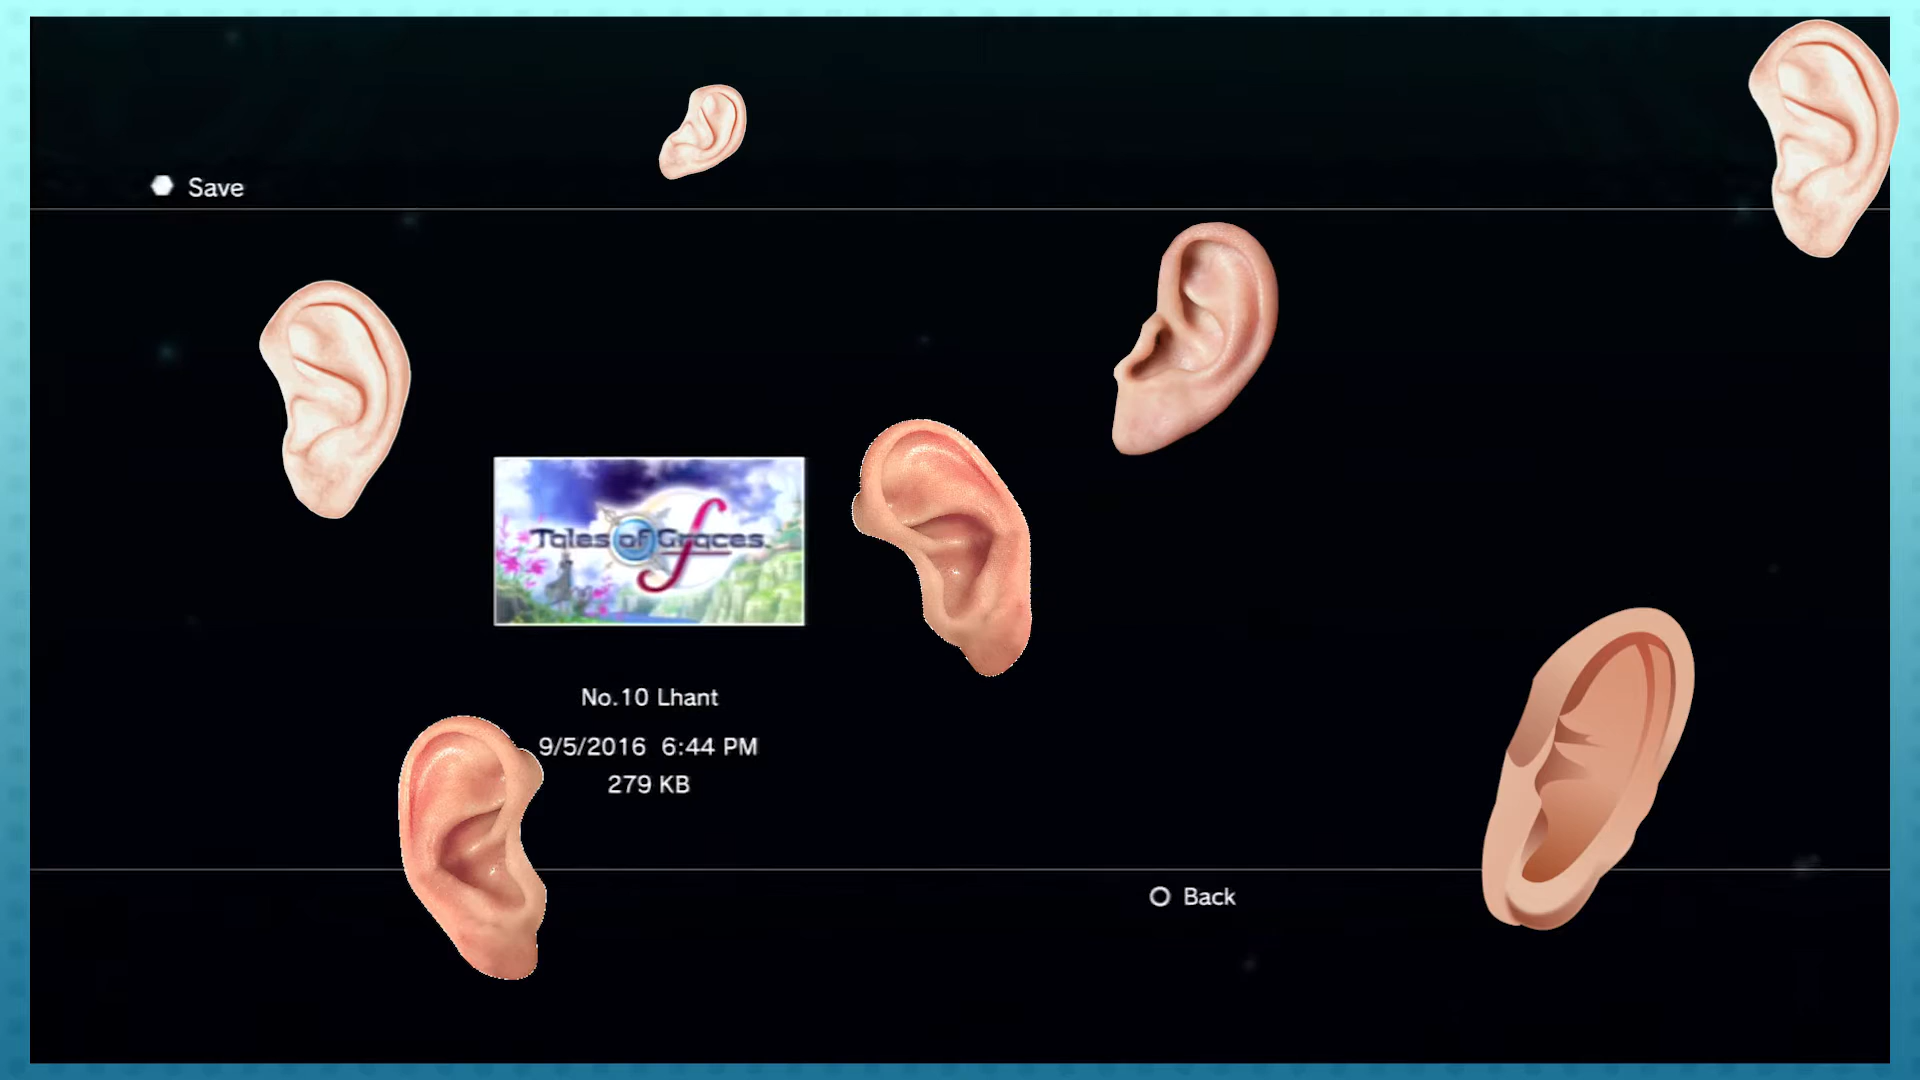 Save
Tales of Graces f
No.10 Lhant
9/5/2016 6:44 PM
279 KB
Back